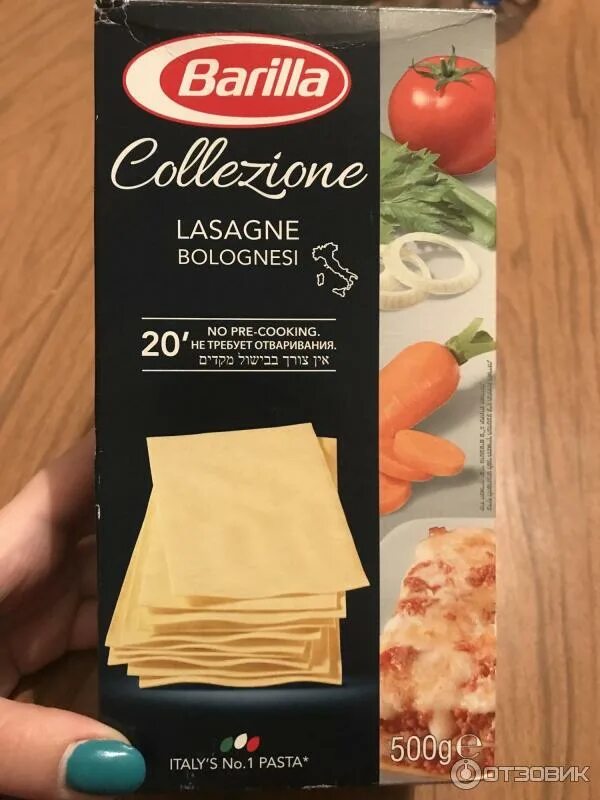 Barilla
Collezione
LASAGNE
BOLOGNESI
20'
NO PRE-COOKING.
НЕ ТРЕБУЕТ ОТВАРИВАНИЯ.
אין צורך בבישול מקדים
ITALY'S No.1 PASTA*
500g℮
ОТЗОВИК